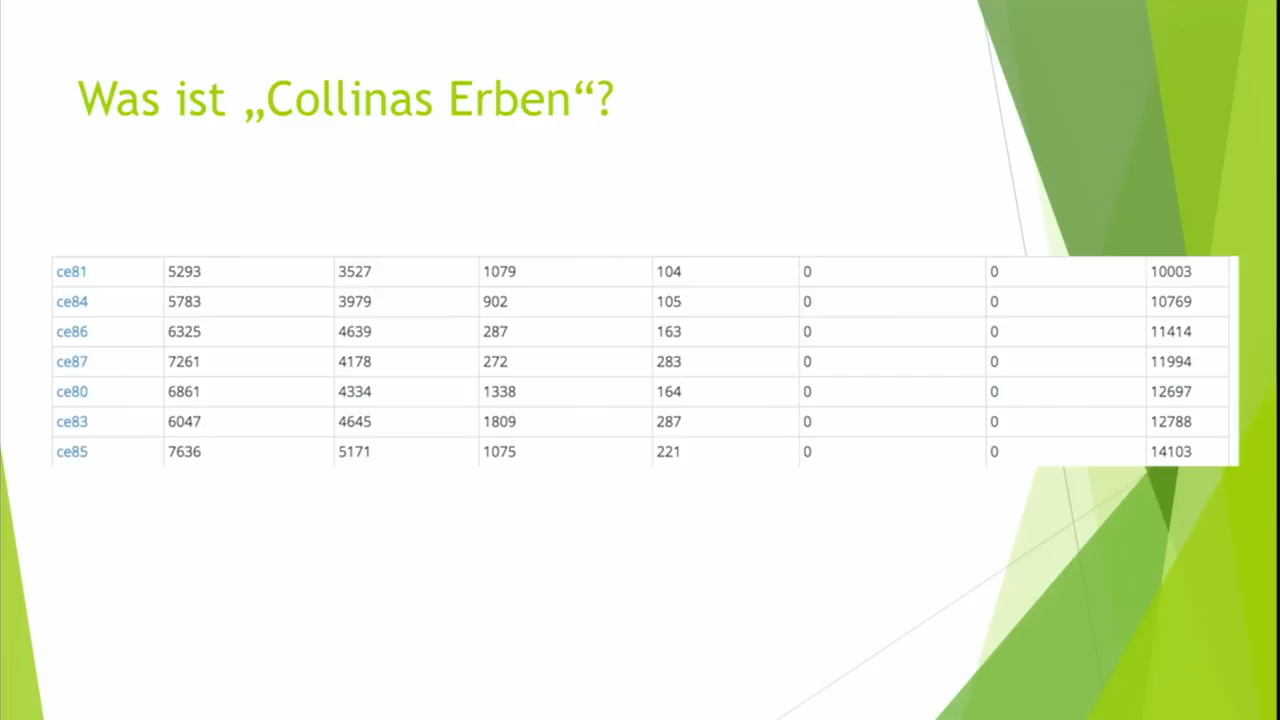 Was ist „Collinas Erben“?
ce81 5293 3527 1079 104 0 0 10003
ce84 5783 3979 902 105 0 0 10769
ce86 6325 4639 287 163 0 0 11414
ce87 7261 4178 272 283 0 0 11994
ce80 6861 4334 1338 164 0 0 12697
ce83 6047 4645 1809 287 0 0 12788
ce85 7636 5171 1075 221 0 0 14103